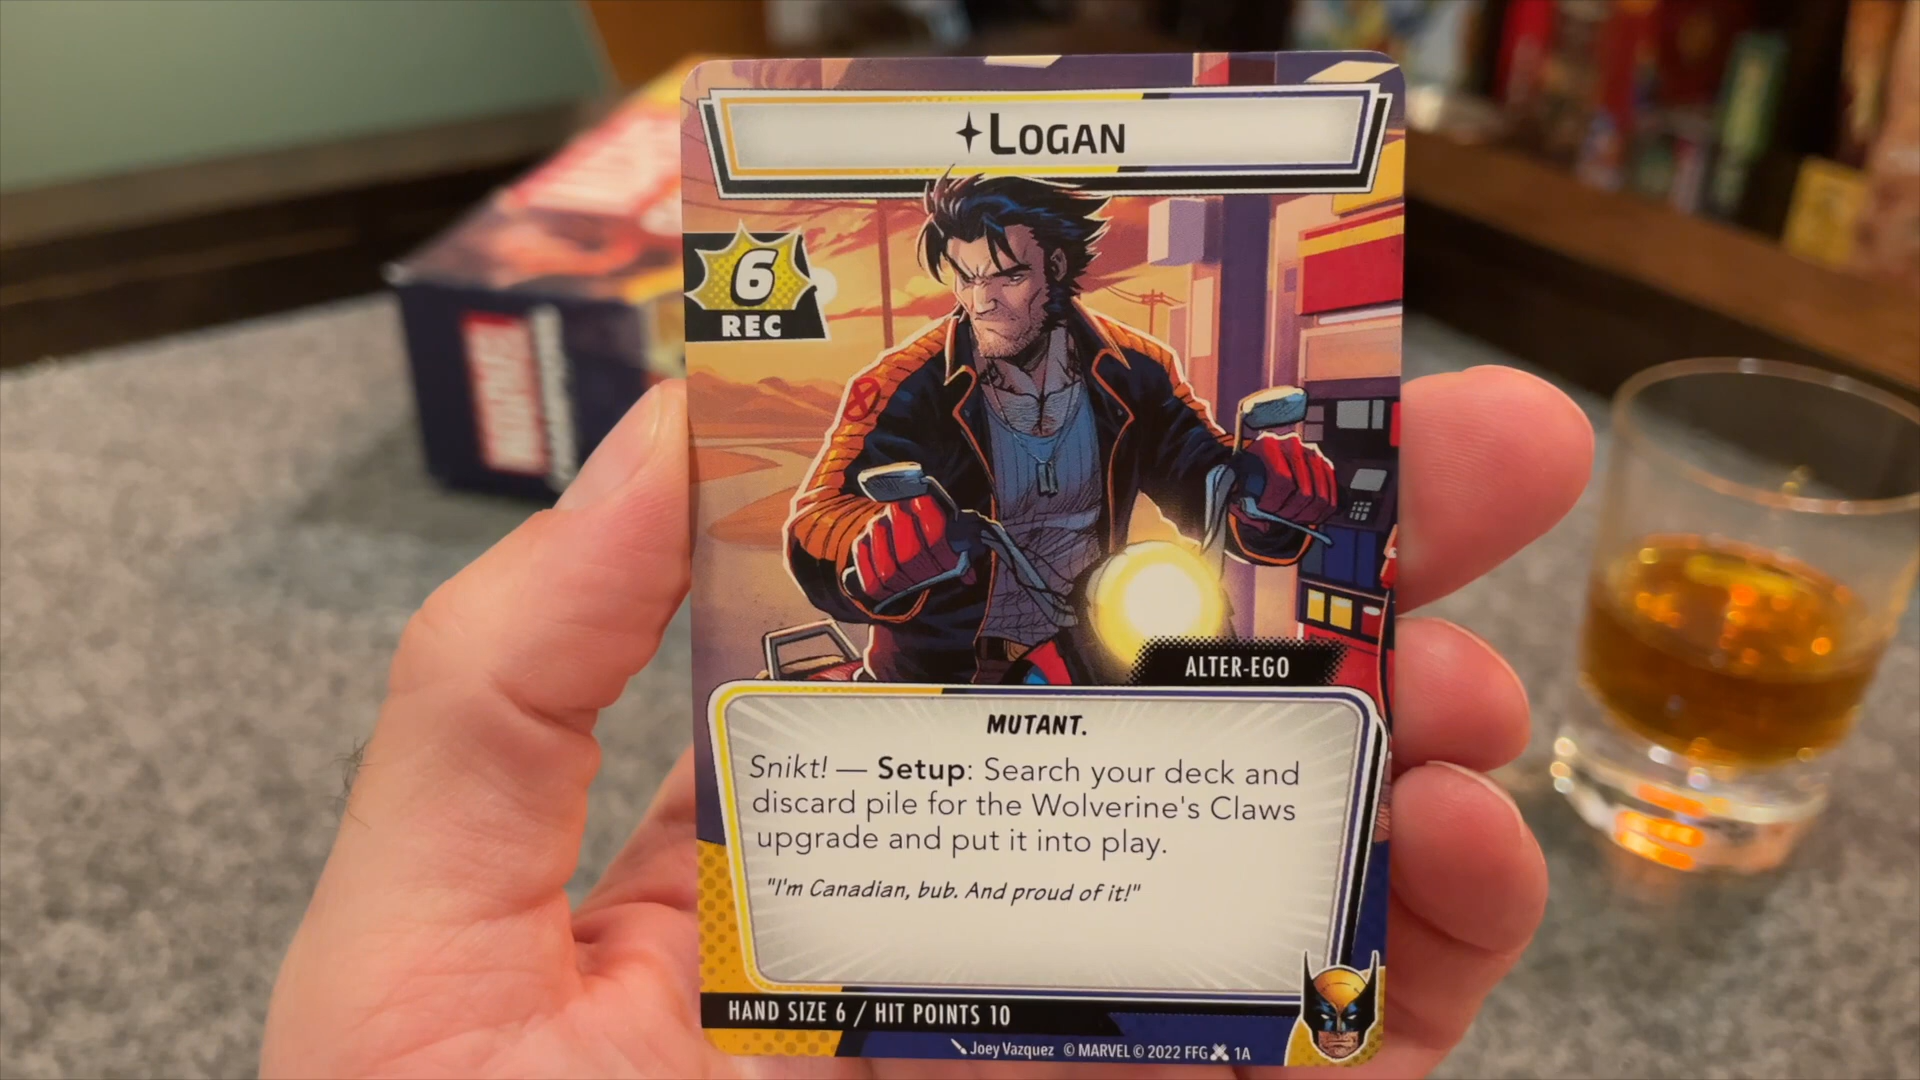 LOGAN
6
REC
ALTER-EGO
MUTANT.
Snikt! — Setup: Search your deck and
discard pile for the Wolverine's Claws
upgrade and put it into play.
"I'm Canadian, bub. And proud of it!"
HAND SIZE 6 / HIT POINTS 10
Joey Vazquez © MARVEL © 2022 FFG 1A
MARVEL
CHAMPIONS